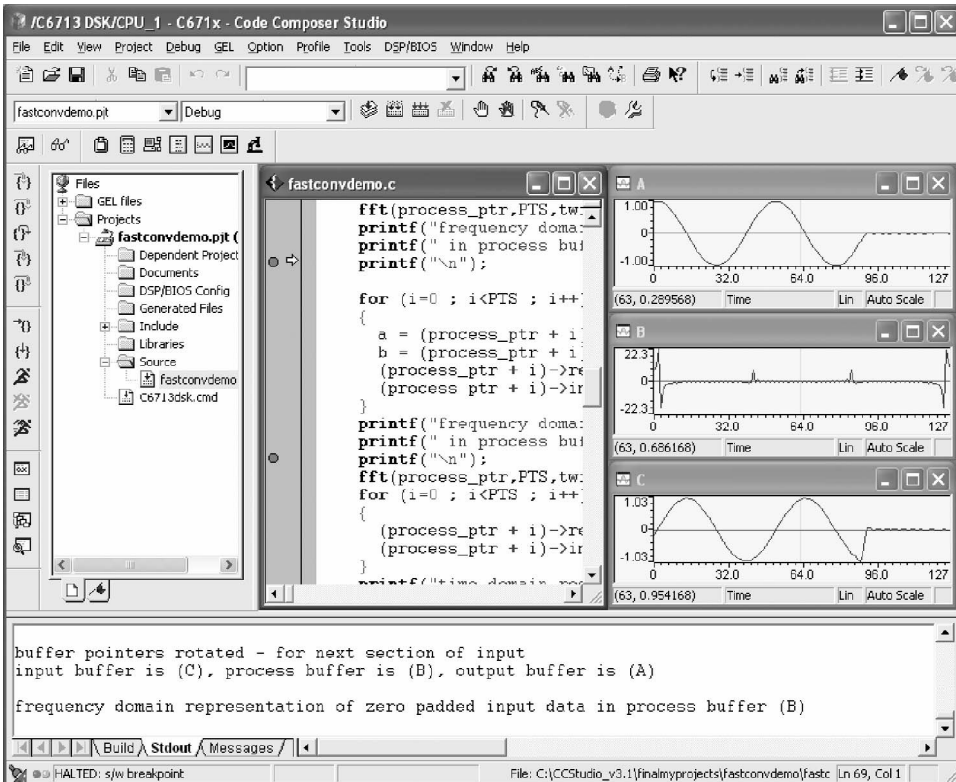 /C6713 DSK/CPU_1 - C671x - Code Composer Studio
File Edit View Project Debug GEL Option Profile Tools DSP/BIOS Window Help
fastconvdemo.pjt Debug
Files
GEL files
Projects
fastconvdemo.pjt (
Dependent Project
Documents
DSP/BIOS Config
Generated Files
Include
Libraries
Source
fastconvdemo
C6713dsk.cmd
fastconvdemo.c
fft(process_ptr,PTS,tw
printf("frequency domai
printf(" in process buf
printf("\n");
for (i=0 ; i<PTS ; i++)
{
a = (process_ptr + i)
b = (process_ptr + i)
(process_ptr + i)->re
(process_ptr + i)->in
}
printf("frequency domai
printf(" in process buf
printf("\n");
fft(process_ptr,PTS,tw
for (i=0 ; i<PTS ; i++)
{
(process_ptr + i)->re
(process_ptr + i)->in
}
printf("time domain res
A
1.00
0
-1.00
0 32.0 64.0 96.0 127
(63, 0.289568) Time Lin Auto Scale
B
22.3
0
-22.3
0 32.0 64.0 96.0 127
(63, 0.686168) Time Lin Auto Scale
C
1.03
0
-1.03
0 32.0 64.0 96.0 127
(63, 0.954168) Time Lin Auto Scale
buffer pointers rotated - for next section of input
input buffer is (C), process buffer is (B), output buffer is (A)
frequency domain representation of zero padded input data in process buffer (B)
Build Stdout Messages
HALTED: s/w breakpoint File: C:\CCStudio_v3.1\finalmyprojects\fastconvdemo\fastc Ln 69, Col 1